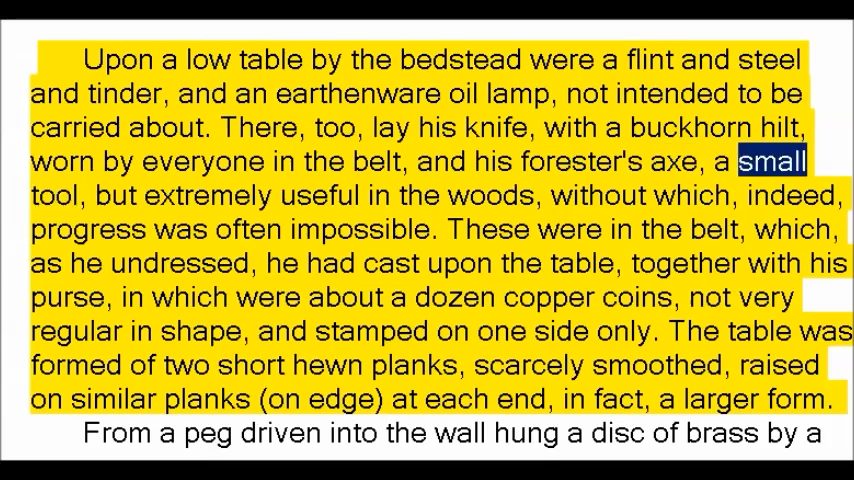 Upon a low table by the bedstead were a flint and steel
and tinder, and an earthenware oil lamp, not intended to be
carried about. There, too, lay his knife, with a buckhorn hilt,
worn by everyone in the belt, and his forester's axe, a small
tool, but extremely useful in the woods, without which, indeed,
progress was often impossible. These were in the belt, which,
as he undressed, he had cast upon the table, together with his
purse, in which were about a dozen copper coins, not very
regular in shape, and stamped on one side only. The table was
formed of two short hewn planks, scarcely smoothed, raised
on similar planks (on edge) at each end, in fact, a larger form.
From a peg driven into the wall hung a disc of brass by a